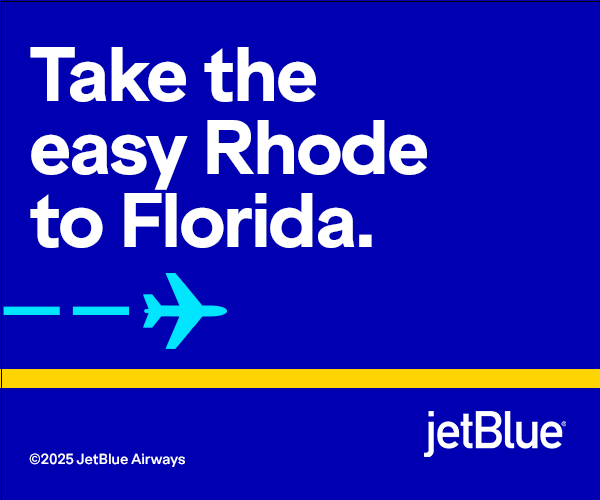 Take the
easy Rhode
to Florida.
jetBlue®
©2025 JetBlue Airways